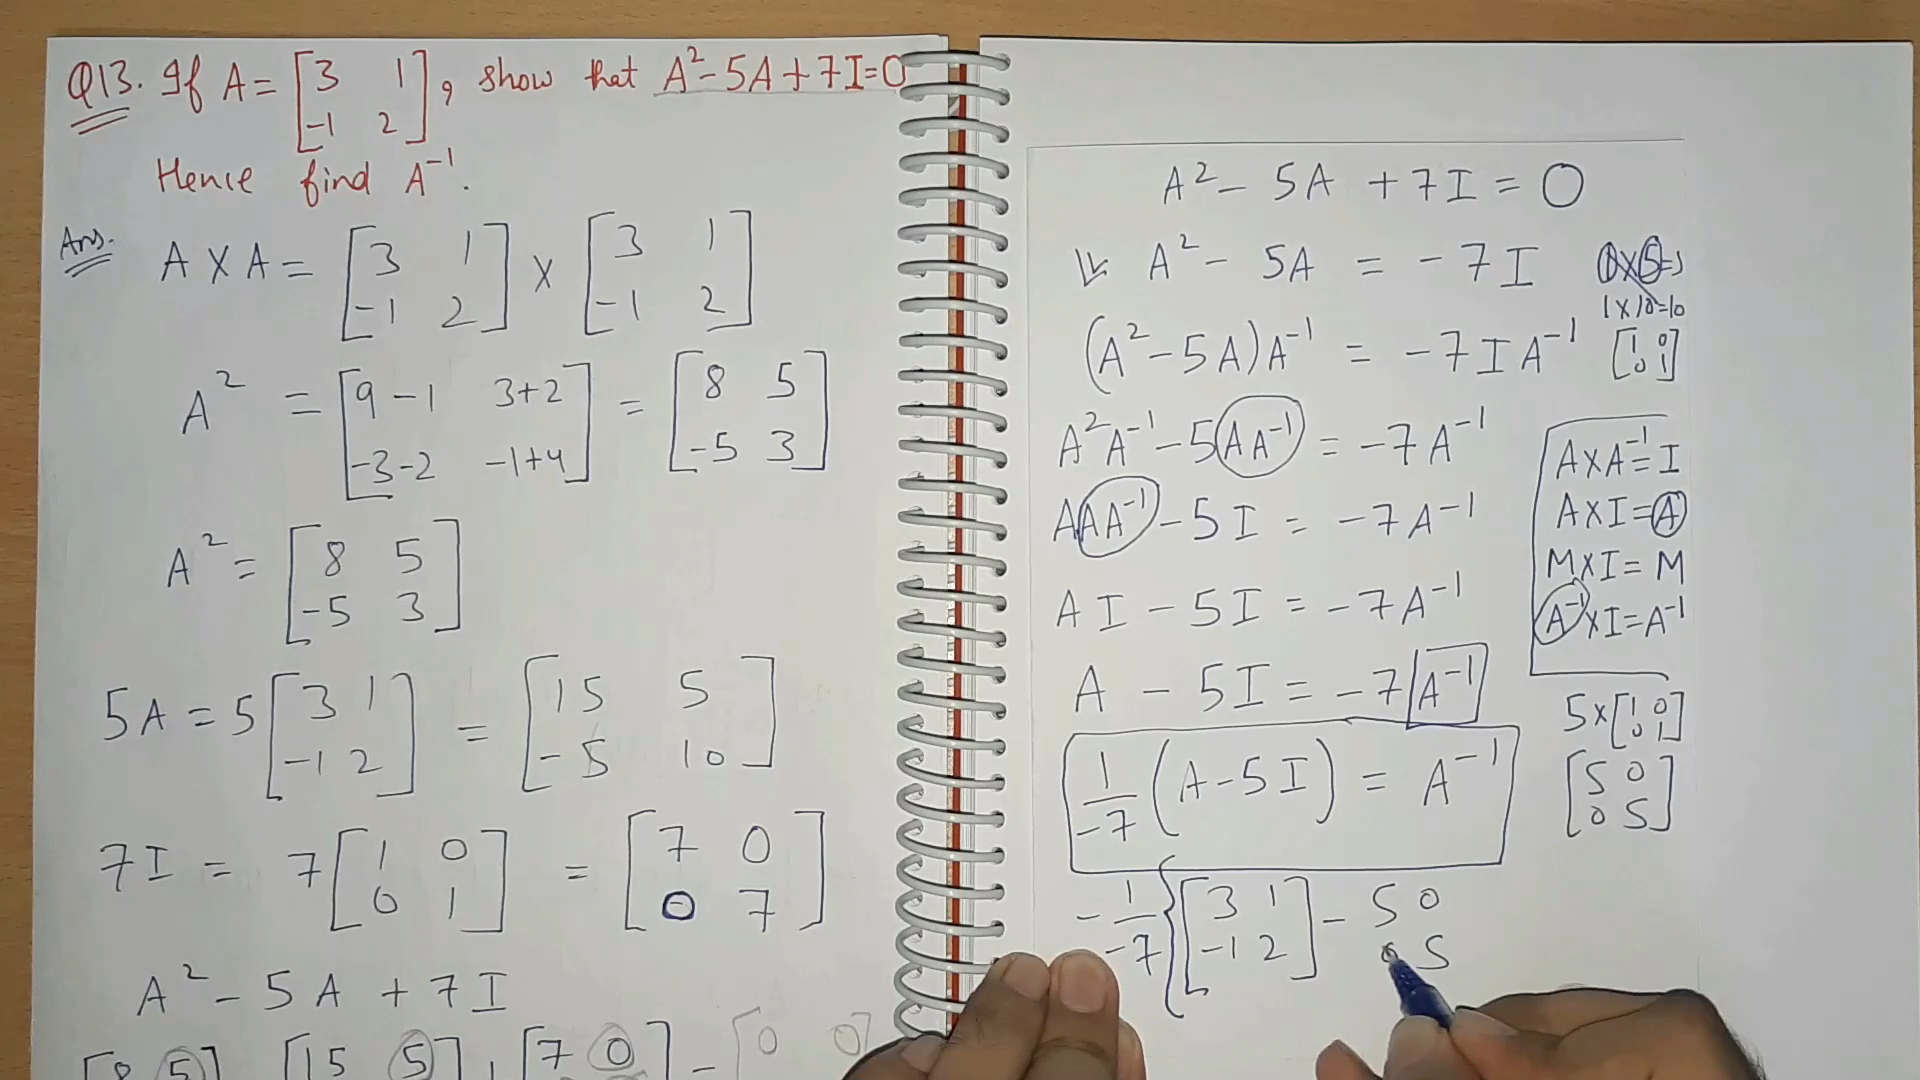 Q13. If A = [3 1], show that A² - 5A + 7I = O
[-1 2]
Hence find A⁻¹.
Ans. A X A = [3 1] X [3 1]
[-1 2] [-1 2]
A² = [9-1 3+2] = [8 5]
[-3-2 -1+4] [-5 3]
A² = [8 5]
[-5 3]
5A = 5[3 1] = [15 5]
[-1 2] [-5 10]
7I = 7[1 0] = [7 0]
[0 1] [0 7]
A² - 5A + 7I
[8 5] [15 5] [7 0] - [0 0]
A² - 5A + 7I = O
A² - 5A = -7I
(A² - 5A)A⁻¹ = -7IA⁻¹
A²A⁻¹ - 5AA⁻¹ = -7A⁻¹
AAA⁻¹ - 5I = -7A⁻¹
AI - 5I = -7A⁻¹
A - 5I = -7A⁻¹
1/-7 (A - 5I) = A⁻¹
- 1/-7 {[3 1] - 5 0
[-1 2] 0 5
1 X 10 = 10
[1 0]
[0 1]
A X A⁻¹ = I
A X I = A
M X I = M
A⁻¹ X I = A⁻¹
5 X [1 0]
[0 1]
[5 0]
[0 5]